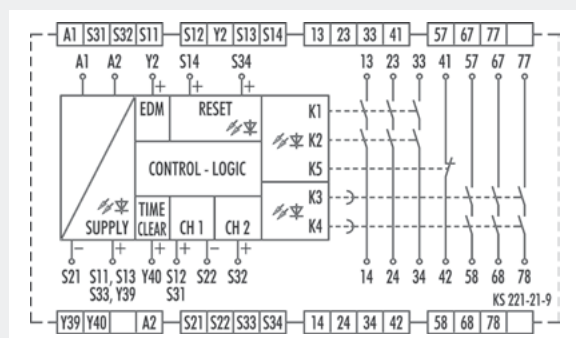 A1 S31 S32 S11 S12 Y2 S13 S14 13 23 33 41 57 67 77
A1 A2 Y2 S14 S34 13 23 33 41 57 67 77
+ + +
EDM RESET K1
K2
CONTROL - LOGIC K5
K3
TIME
SUPPLY CLEAR CH 1 CH 2 K4
− + + − +
S21 S11, S13 Y40 S12 S22 S32 14 24 34 42 58 68 78
S33, Y39 S31
KS 221-21-9
Y39 Y40 A2 S21 S22 S33 S34 14 24 34 42 58 68 78